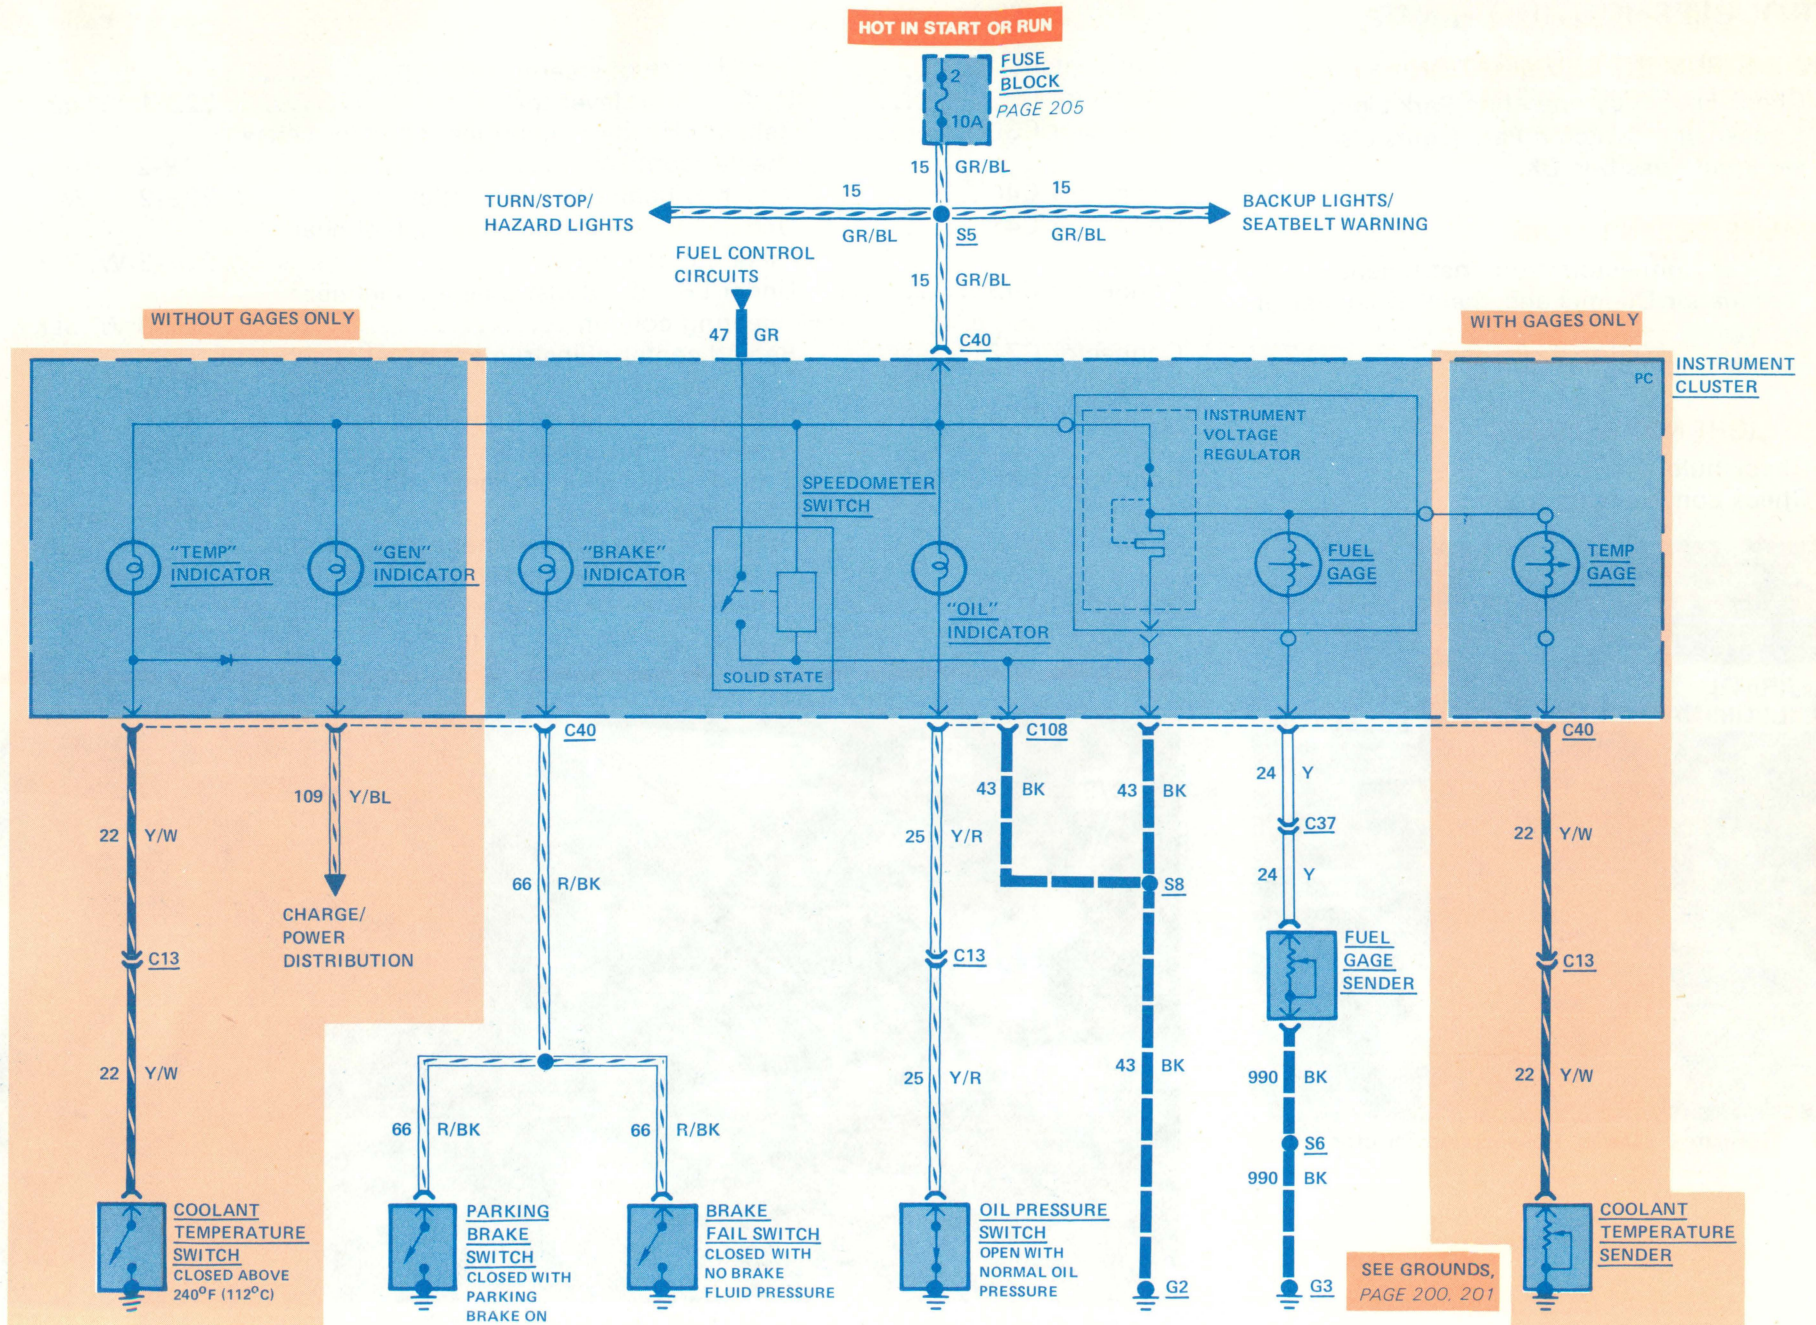 HOT IN START OR RUN
2
10A
FUSE
BLOCK
PAGE 205
15 GR/BL
TURN/STOP/
HAZARD LIGHTS
15
GR/BL
15
GR/BL
S5
BACKUP LIGHTS/
SEATBELT WARNING
FUEL CONTROL
CIRCUITS
15 GR/BL
47 GR
C40
WITHOUT GAGES ONLY
WITH GAGES ONLY
INSTRUMENT
CLUSTER
PC
INSTRUMENT
VOLTAGE
REGULATOR
SPEEDOMETER
SWITCH
"TEMP"
INDICATOR
"GEN"
INDICATOR
"BRAKE"
INDICATOR
"OIL"
INDICATOR
FUEL
GAGE
TEMP
GAGE
SOLID STATE
C40
C108
C40
109 Y/BL
22 Y/W
43 BK
43 BK
24 Y
25 Y/R
C37
22 Y/W
66 R/BK
24 Y
S8
CHARGE/
POWER
DISTRIBUTION
C13
C13
FUEL
GAGE
SENDER
C13
22 Y/W
25 Y/R
43 BK
990 BK
22 Y/W
66 R/BK
66 R/BK
S6
990 BK
COOLANT
TEMPERATURE
SWITCH
CLOSED ABOVE
240°F (112°C)
PARKING
BRAKE
SWITCH
CLOSED WITH
PARKING
BRAKE ON
BRAKE
FAIL SWITCH
CLOSED WITH
NO BRAKE
FLUID PRESSURE
OIL PRESSURE
SWITCH
OPEN WITH
NORMAL OIL
PRESSURE
G2
G3
SEE GROUNDS,
PAGE 200, 201
COOLANT
TEMPERATURE
SENDER